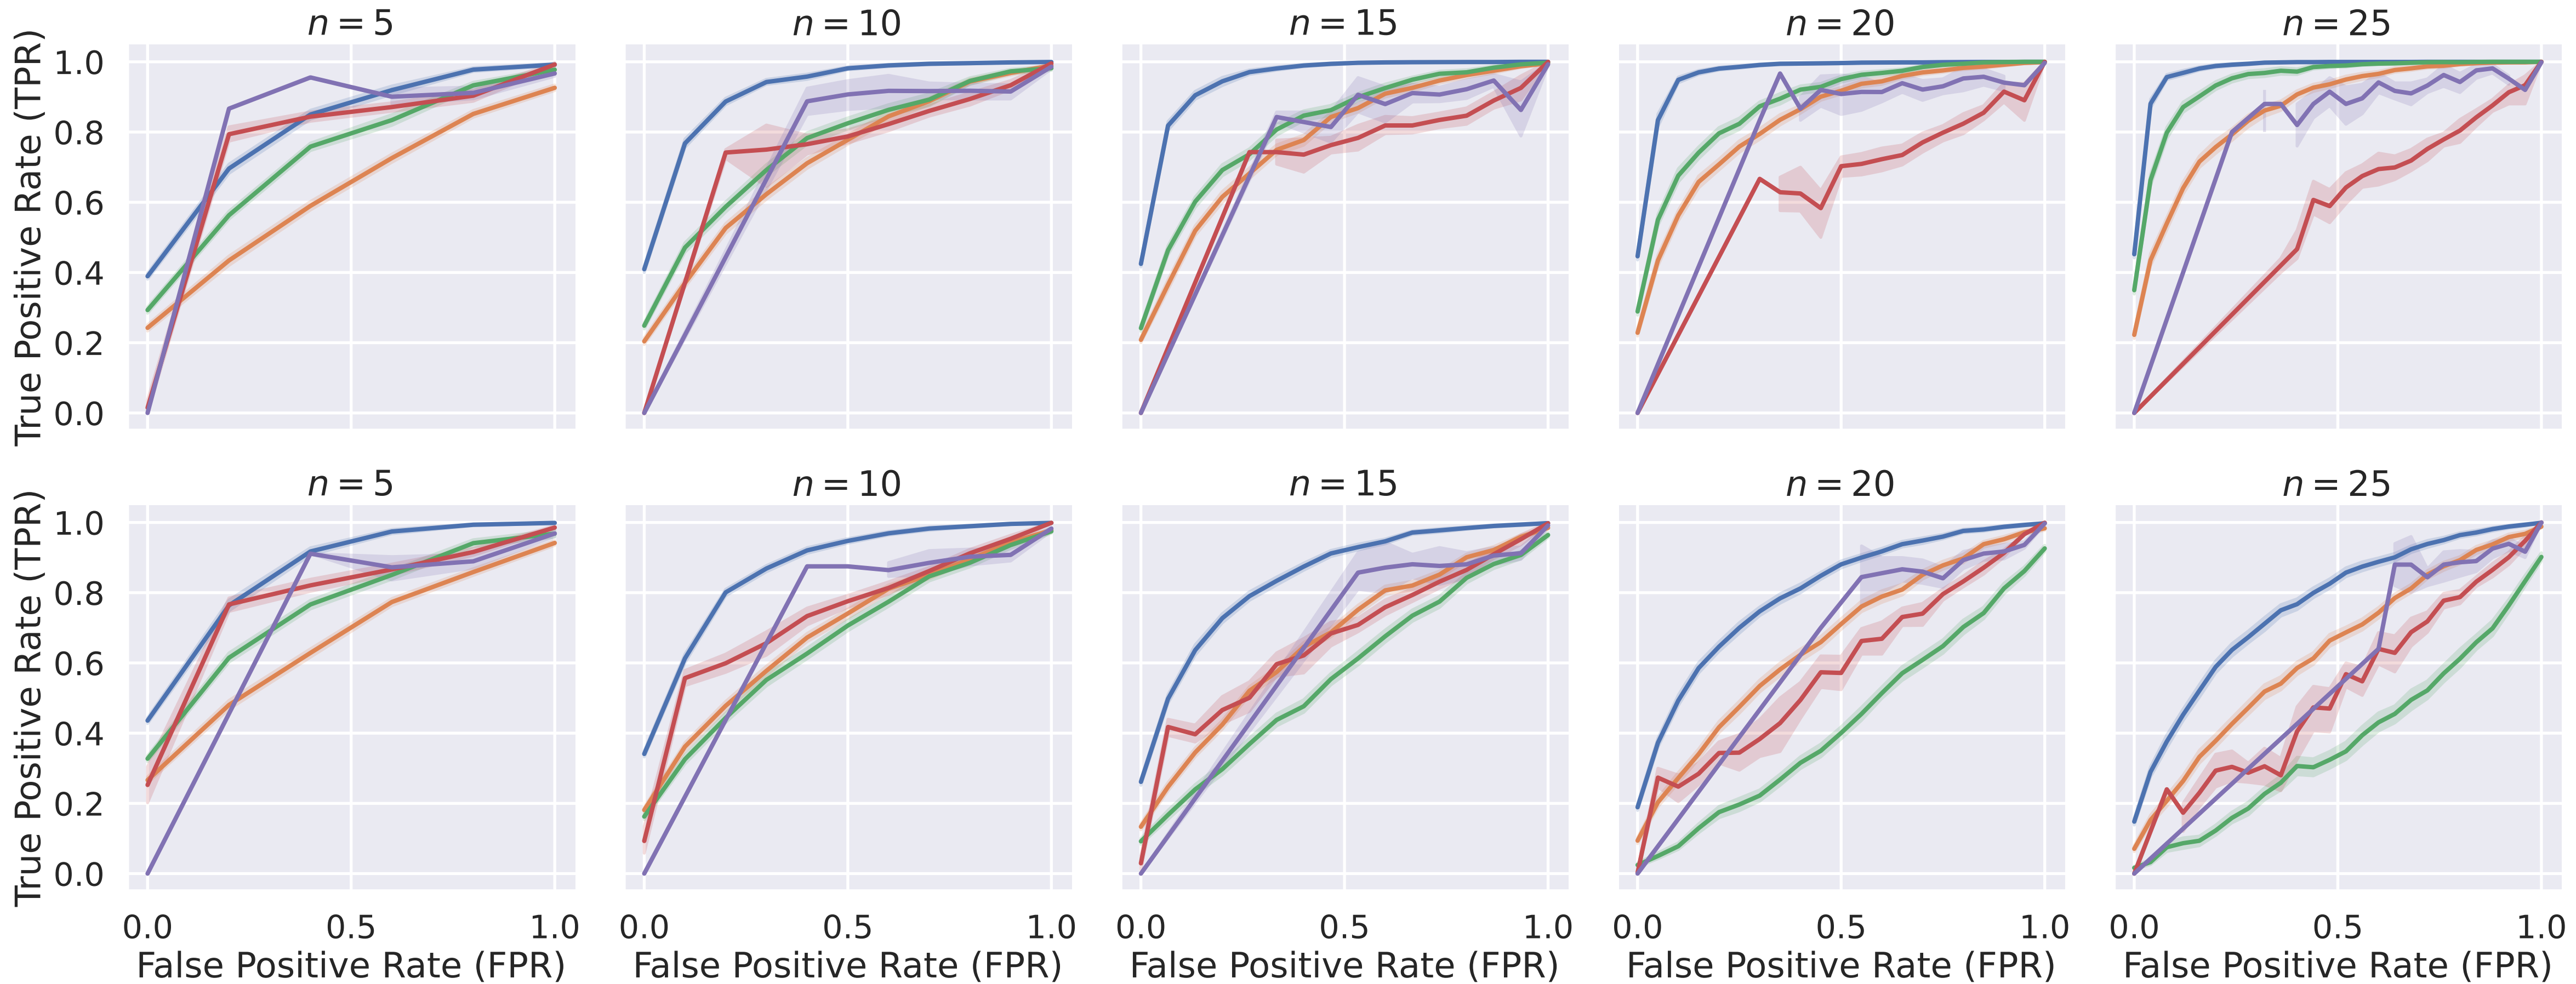 n = 5
n = 10
n = 15
n = 20
n = 25
True Positive Rate (TPR)
1.0
0.8
0.6
0.4
0.2
0.0
n = 5
n = 10
n = 15
n = 20
n = 25
True Positive Rate (TPR)
1.0
0.8
0.6
0.4
0.2
0.0
0.0 0.5 1.0
0.0 0.5 1.0
0.0 0.5 1.0
0.0 0.5 1.0
0.0 0.5 1.0
False Positive Rate (FPR)
False Positive Rate (FPR)
False Positive Rate (FPR)
False Positive Rate (FPR)
False Positive Rate (FPR)